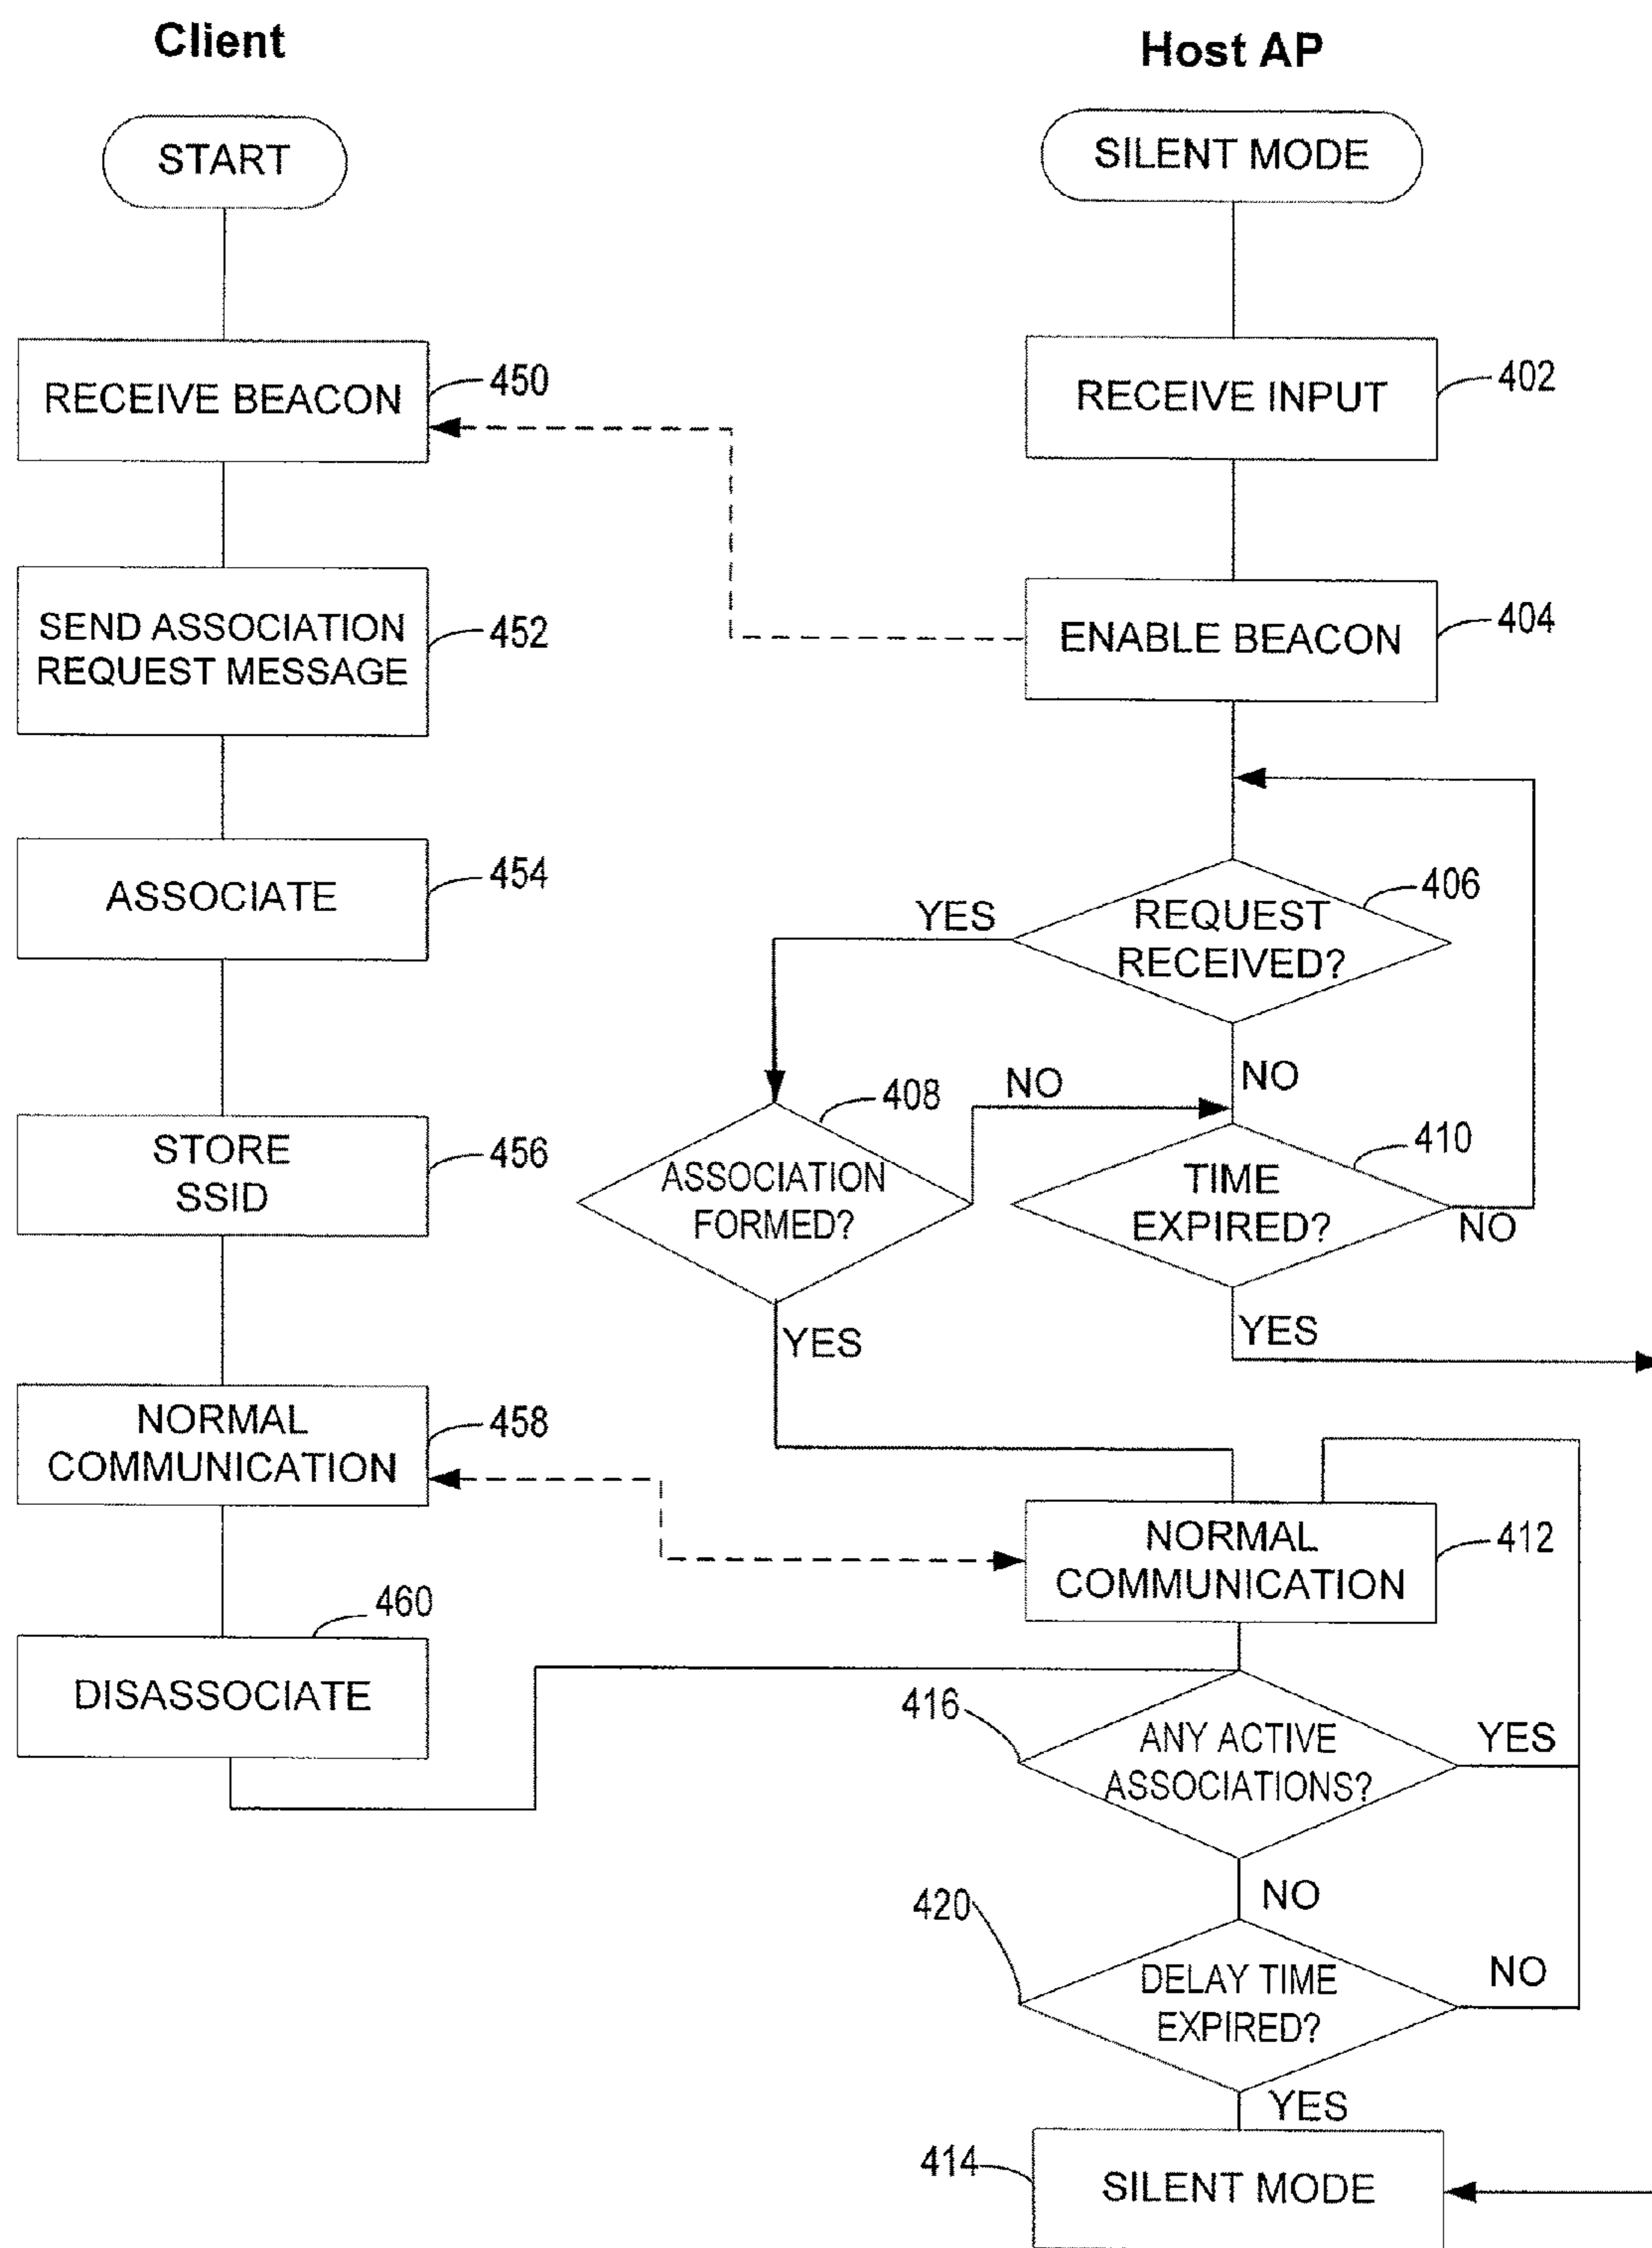 Client
START
RECEIVE BEACON
450
SEND ASSOCIATION
REQUEST MESSAGE
452
ASSOCIATE
454
STORE
SSID
456
NORMAL
COMMUNICATION
458
460
DISASSOCIATE
Host AP
SILENT MODE
RECEIVE INPUT
402
ENABLE BEACON
404
REQUEST
RECEIVED?
406
YES
NO
408
ASSOCIATION
FORMED?
NO
YES
410
TIME
EXPIRED?
NO
YES
NORMAL
COMMUNICATION
412
416
ANY ACTIVE
ASSOCIATIONS?
YES
NO
420
DELAY TIME
EXPIRED?
NO
YES
414
SILENT MODE